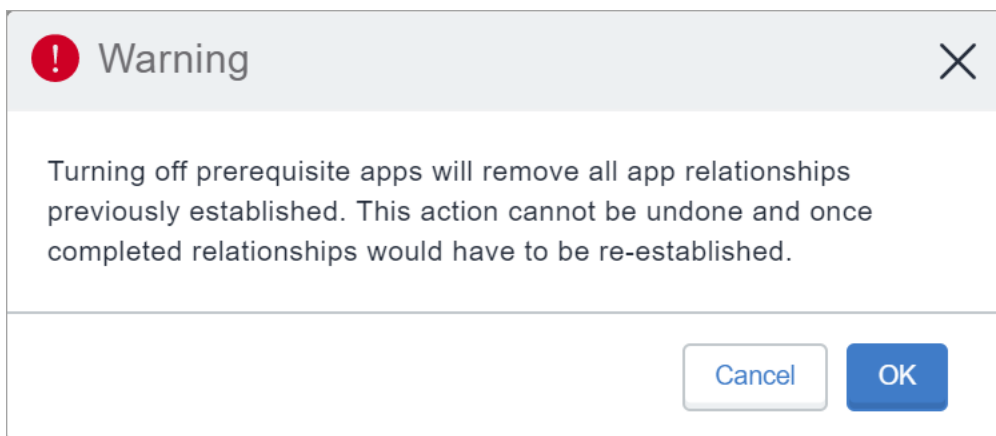 Warning
Turning off prerequisite apps will remove all app relationships
previously established. This action cannot be undone and once
completed relationships would have to be re-established.
Cancel
OK